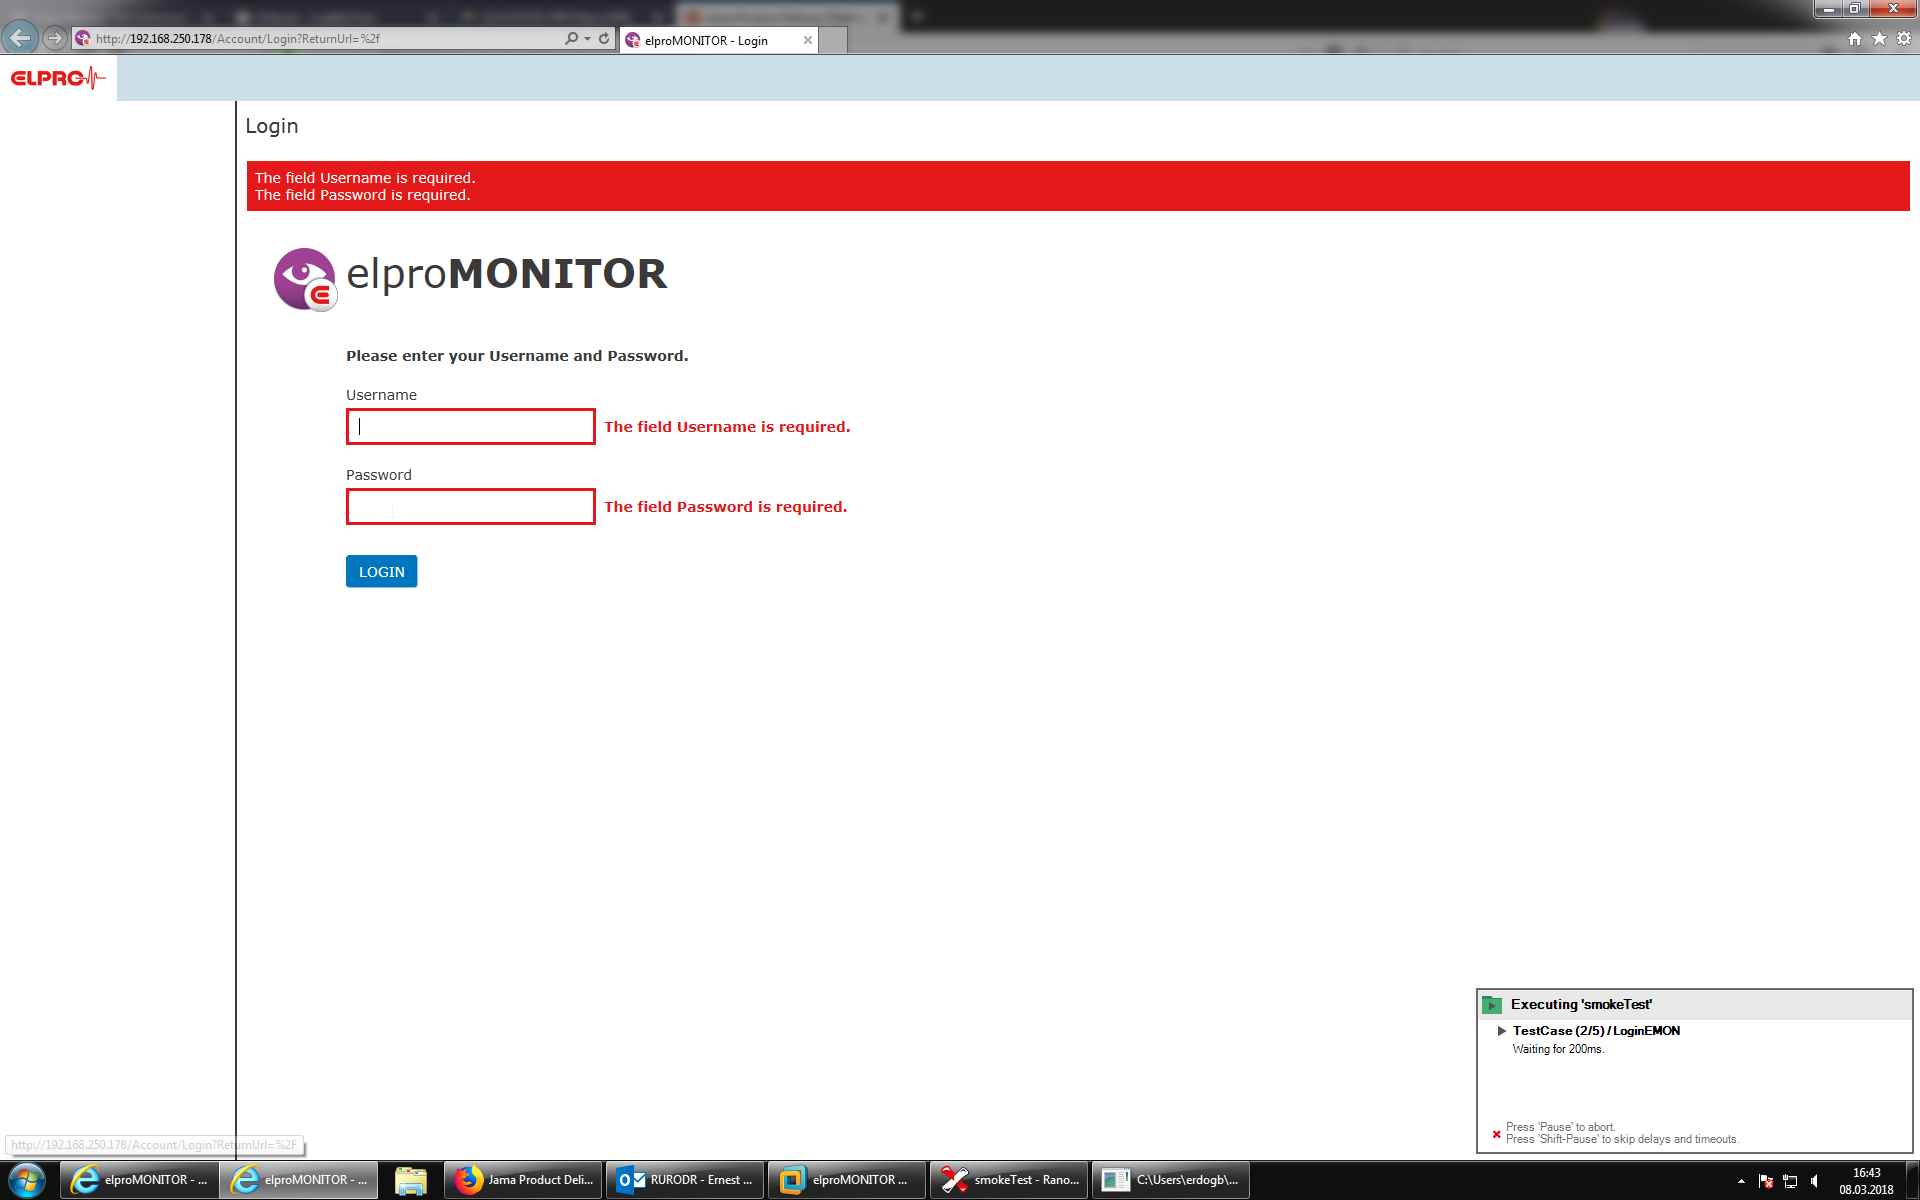 http://192.168.250.178/Account/Login?ReturnUrl=%2f
elproMONITOR - Login
ELPRO
Login
The field Username is required.
The field Password is required.
elproMONITOR
Please enter your Username and Password.
Username
The field Username is required.
Password
The field Password is required.
LOGIN
Executing 'smokeTest'
TestCase (2/5) / LoginEMON
Waiting for 200ms.
Press 'Pause' to abort.
Press 'Shift-Pause' to skip delays and timeouts.
http://192.168.250.178/Account/Login?ReturnUrl=%2F
elproMONITOR - ...
elproMONITOR - ...
Jama Product Deli...
RURODR - Ernest ...
elproMONITOR ...
smokeTest - Rano...
C:\Users\erdogb\...
16:43
08.03.2018